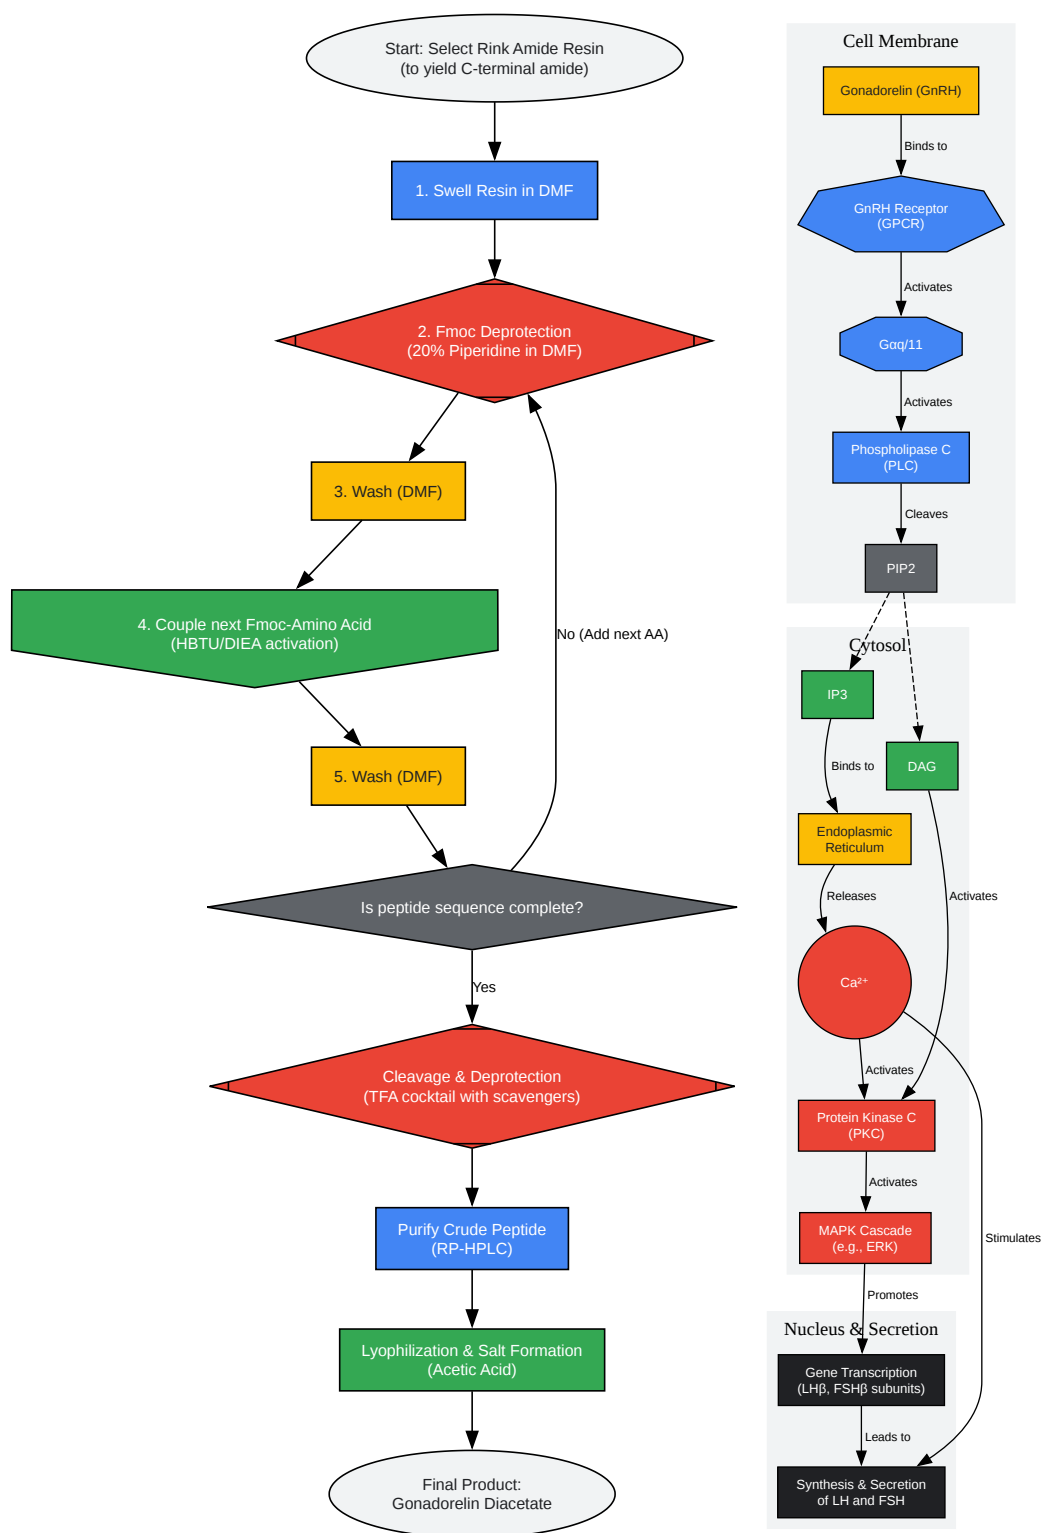 Start: Select Rink Amide Resin
(to yield C-terminal amide)
1. Swell Resin in DMF
2. Fmoc Deprotection
(20% Piperidine in DMF)
3. Wash (DMF)
4. Couple next Fmoc-Amino Acid
(HBTU/DIEA activation)
No (Add next AA)
5. Wash (DMF)
Is peptide sequence complete?
Yes
Cleavage & Deprotection
(TFA cocktail with scavengers)
Purify Crude Peptide
(RP-HPLC)
Lyophilization & Salt Formation
(Acetic Acid)
Final Product:
Gonadorelin Diacetate
Cell Membrane
Gonadorelin (GnRH)
Binds to
GnRH Receptor
(GPCR)
Activates
Gαq/11
Activates
Phospholipase C
(PLC)
Cleaves
PIP2
Cytosol
IP3
DAG
Binds to
Endoplasmic
Reticulum
Releases
Activates
Ca²⁺
Activates
Protein Kinase C
(PKC)
Activates
MAPK Cascade
(e.g., ERK)
Stimulates
Promotes
Nucleus & Secretion
Gene Transcription
(LHβ, FSHβ subunits)
Leads to
Synthesis & Secretion
of LH and FSH